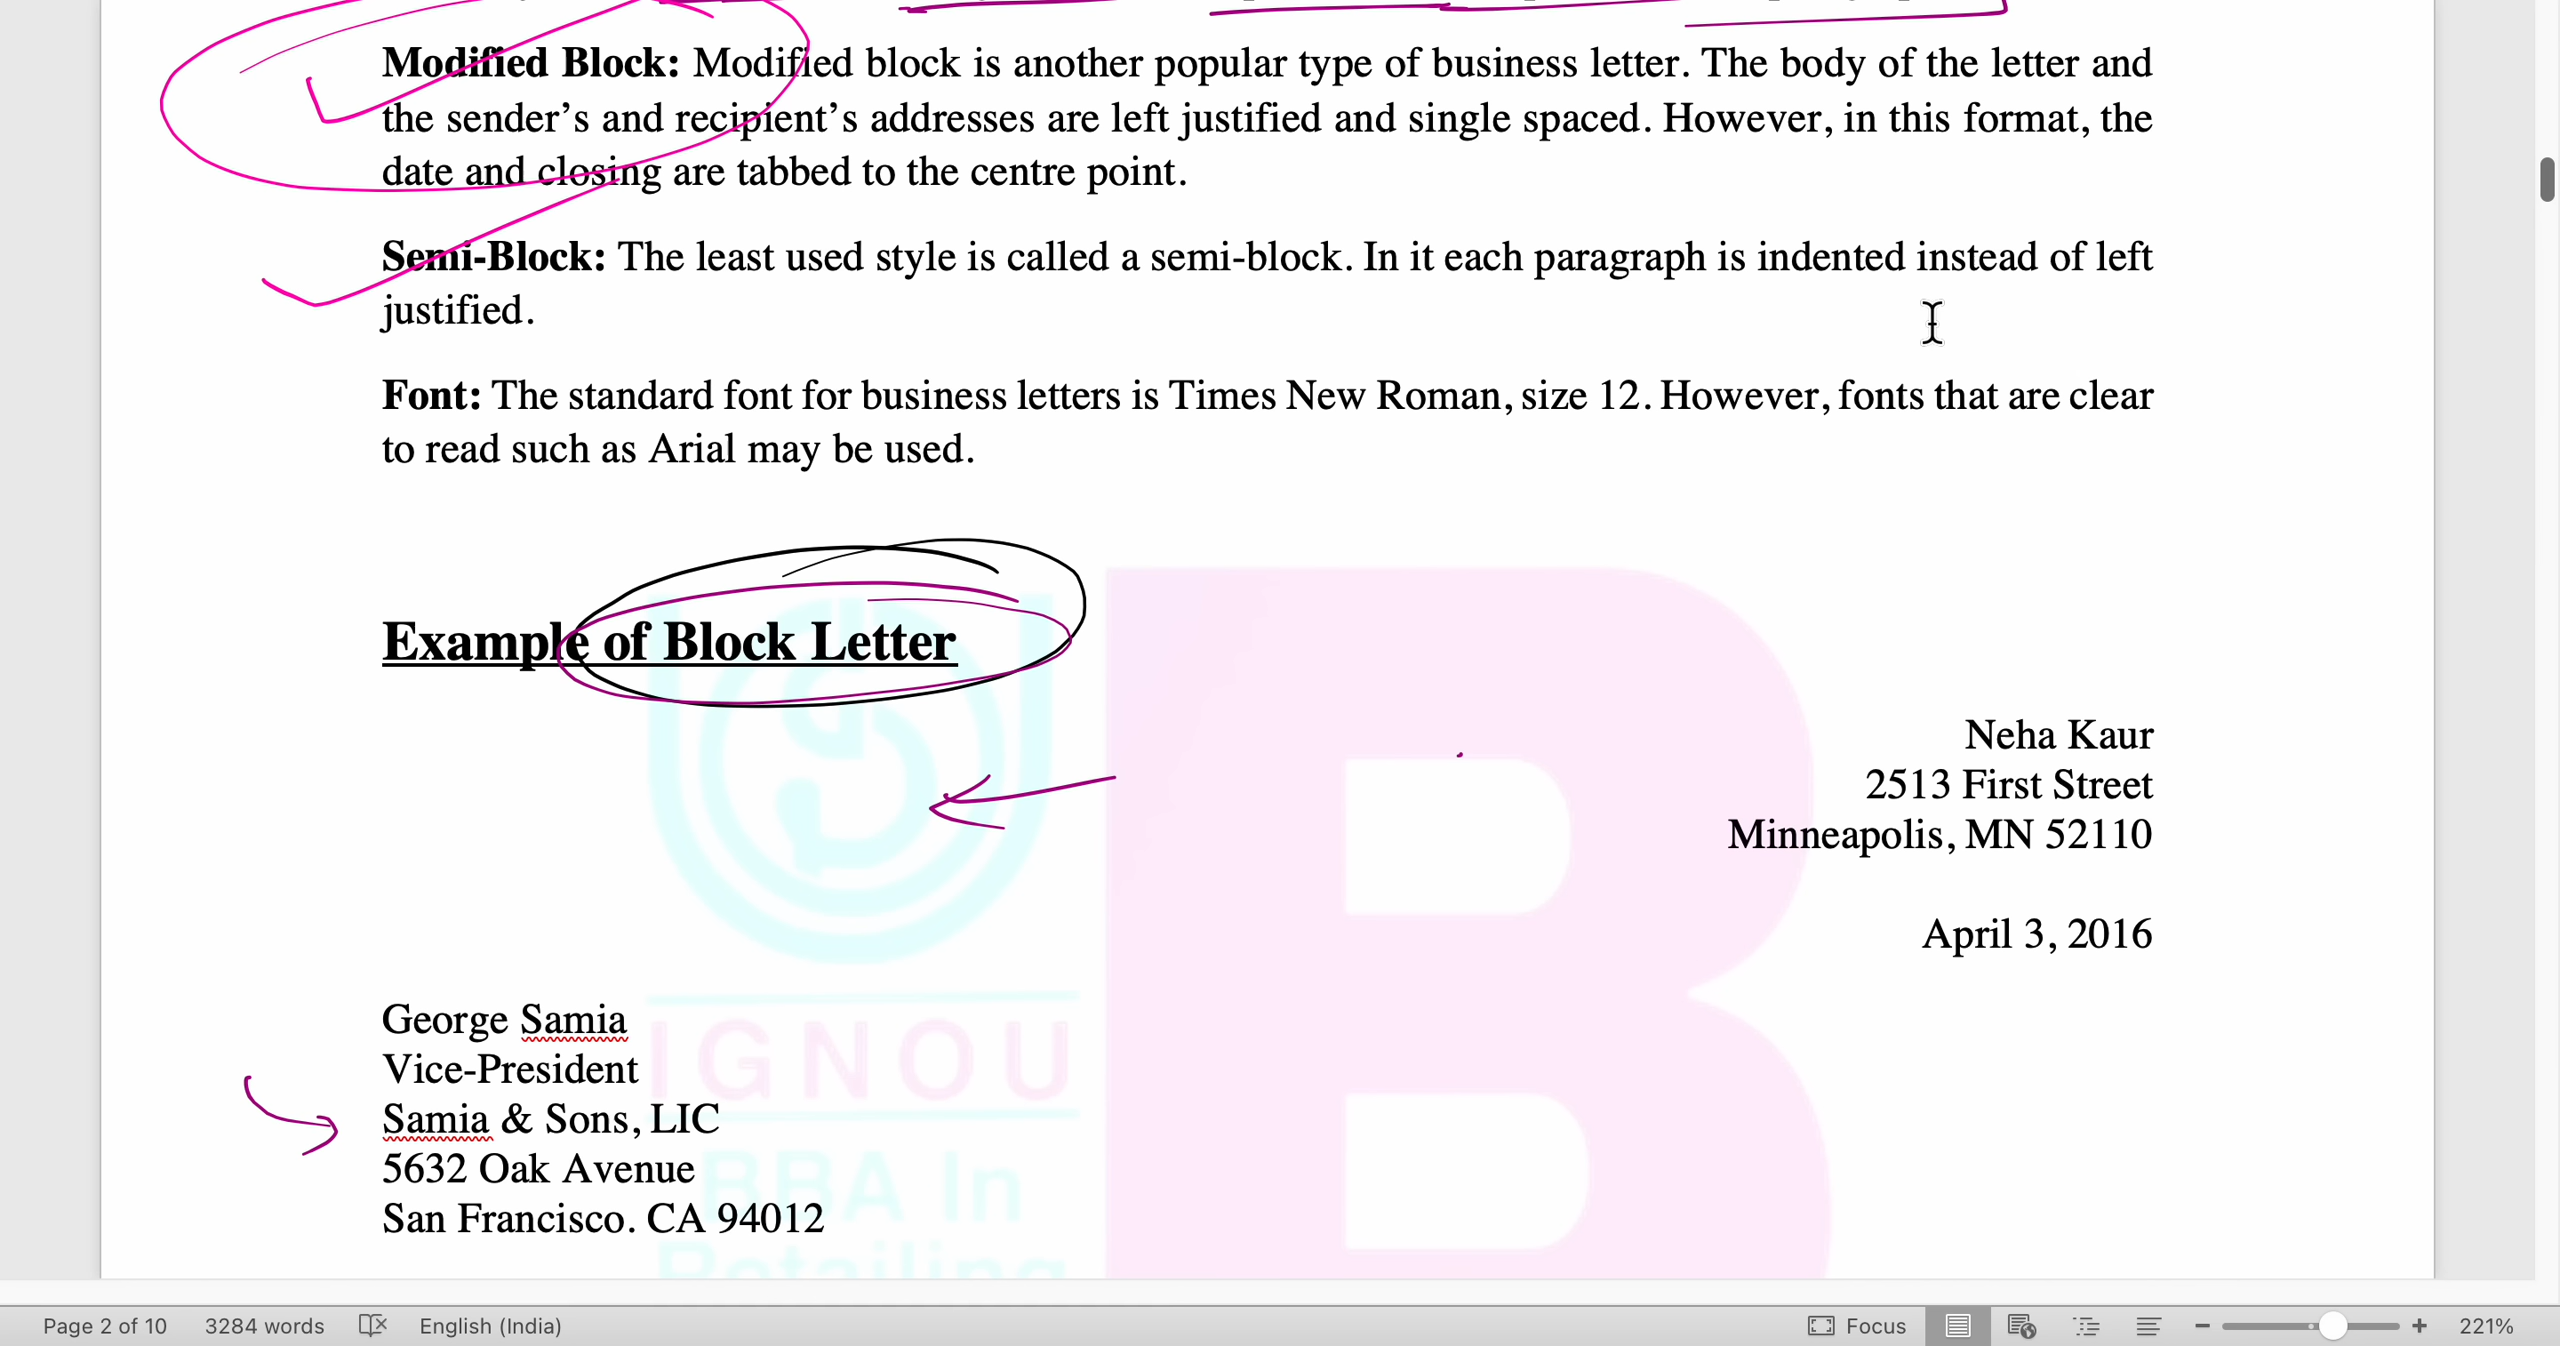 Modified Block: Modified block is another popular type of business letter. The body of the letter and
the sender’s and recipient’s addresses are left justified and single spaced. However, in this format, the
date and closing are tabbed to the centre point.
Semi-Block: The least used style is called a semi-block. In it each paragraph is indented instead of left
justified.
Font: The standard font for business letters is Times New Roman, size 12. However, fonts that are clear
to read such as Arial may be used.
Example of Block Letter
Neha Kaur
2513 First Street
Minneapolis, MN 52110
April 3, 2016
George Samia
Vice-President
Samia & Sons, LIC
5632 Oak Avenue
San Francisco. CA 94012
IGNOU
BBA In
Retailing
B
Page 2 of 10 3284 words English (India) Focus 221%